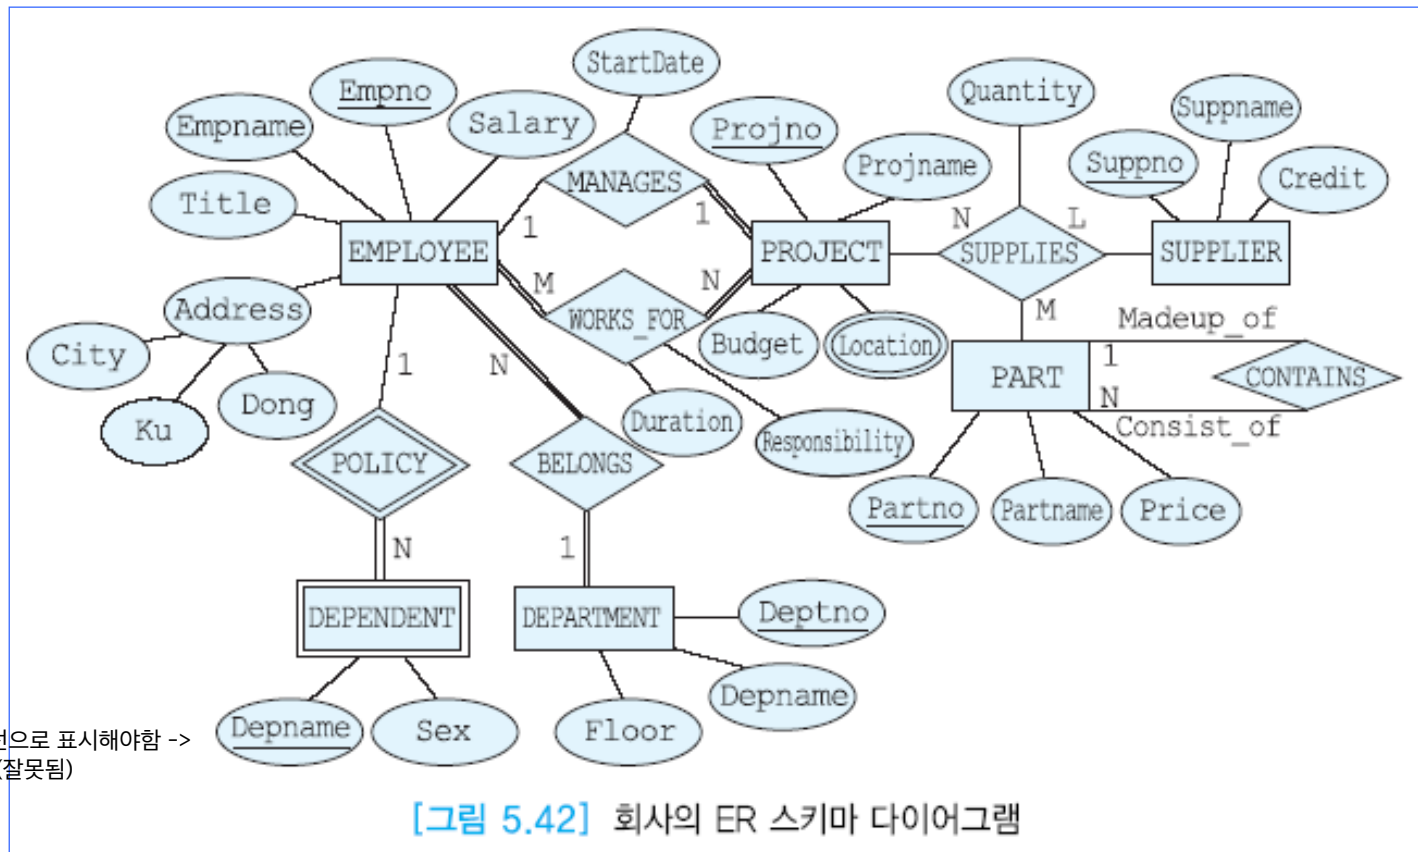 StartDate
Empno
Quantity
Suppname
Empname
Salary
Projno
Projname
Suppno
Credit
Title
MANAGES
1
1
N
L
EMPLOYEE
PROJECT
SUPPLIES
SUPPLIER
M
N
Address
WORKS_FOR
M
Madeup_of
City
Budget
Location
1
Ku
Dong
1
N
PART
CONTAINS
N
Consist_of
Duration
Responsibility
POLICY
BELONGS
Partno
Partname
Price
N
1
DEPENDENT
DEPARTMENT
Deptno
Depname
Depname
Sex
Floor
으로 표시해야함 ->
잘못됨)
[그림 5.42] 회사의 ER 스키마 다이어그램